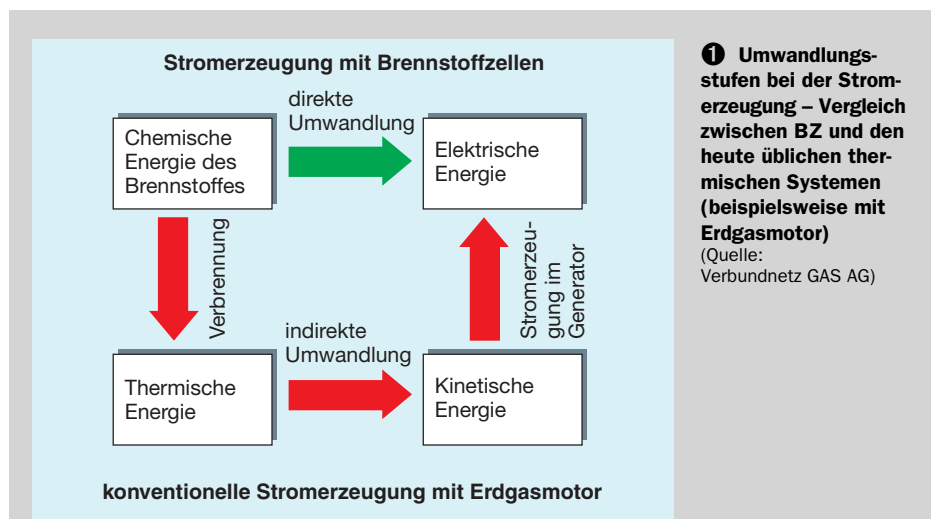 Stromerzeugung mit Brennstoffzellen
direkte
Umwandlung
Chemische
Energie des
Brennstoffes
Elektrische
Energie
Verbrennung
Stromerzeu-
gung im
Generator
indirekte
Umwandlung
Thermische
Energie
Kinetische
Energie
konventionelle Stromerzeugung mit Erdgasmotor
❶ Umwandlungs-
stufen bei der Strom-
erzeugung – Vergleich
zwischen BZ und den
heute üblichen ther-
mischen Systemen
(beispielsweise mit
Erdgasmotor)
(Quelle:
Verbundnetz GAS AG)